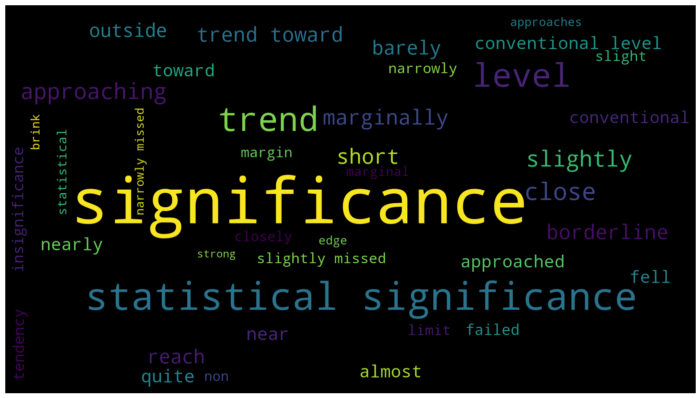 approaches
outside
trend toward
barely
conventional level
slight
toward
narrowly
level
approaching
trend
marginally
conventional
brink
statistical
narrowly missed
margin
short
marginal
slightly
insignificance
significance
close
nearly
closely
edge
borderline
strong
slightly missed
approached
fell
statistical significance
tendency
near
limit
failed
reach
quite
non
almost